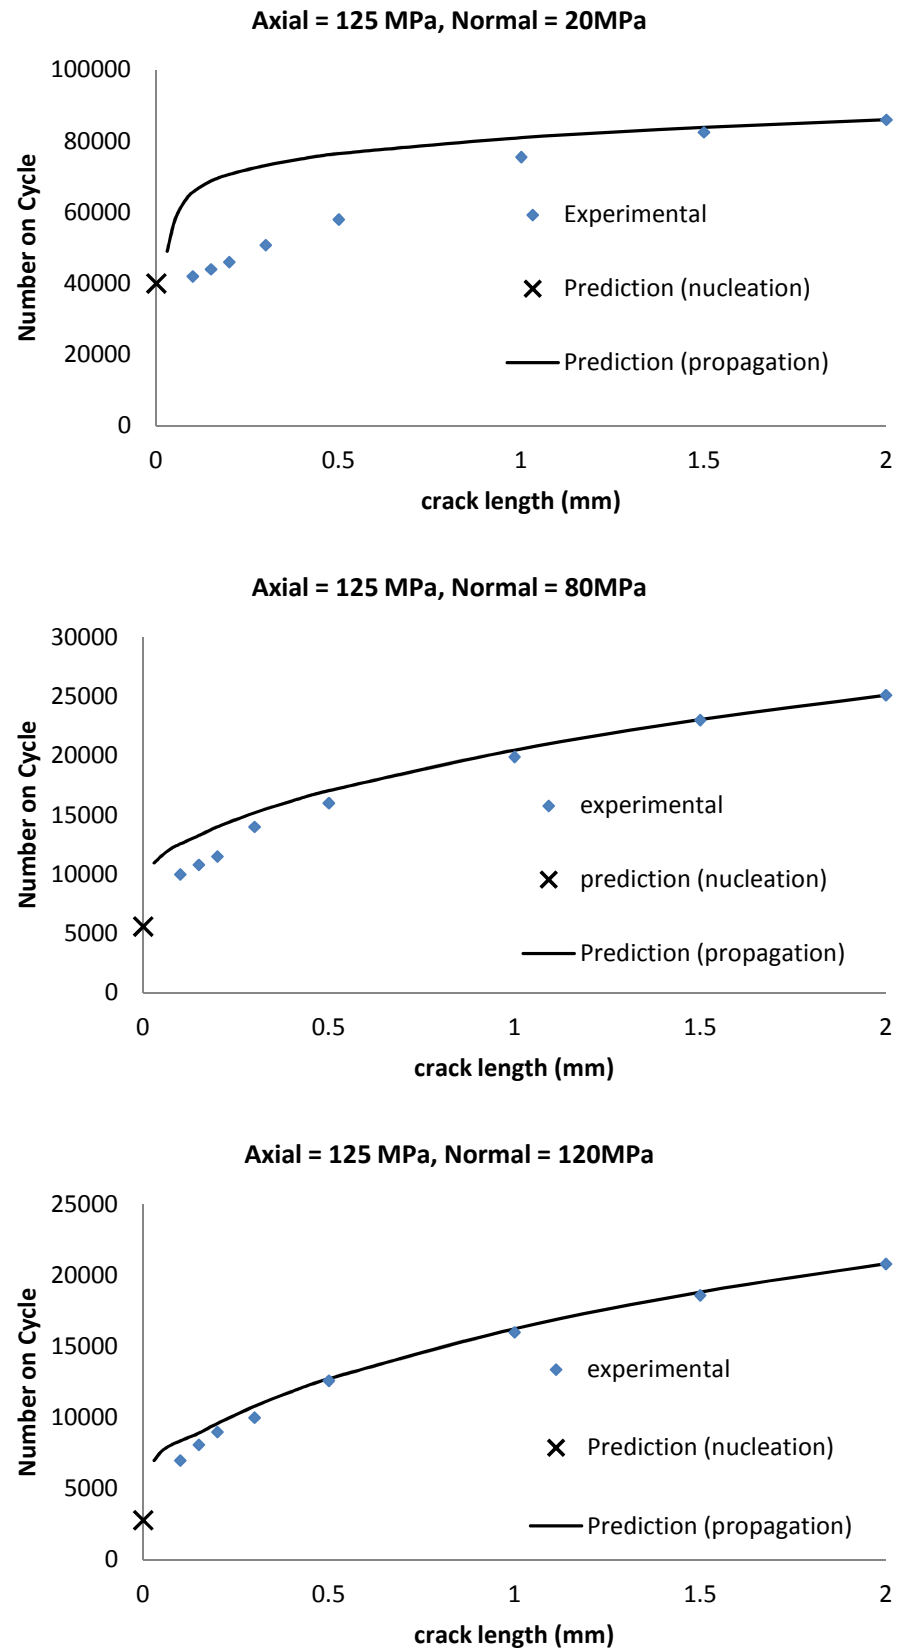 Axial = 125 MPa, Normal = 20MPa
100000
80000
60000
40000
20000
0
Number on Cycle
Experimental
Prediction (nucleation)
Prediction (propagation)
0 0.5 1 1.5 2
crack length (mm)
Axial = 125 MPa, Normal = 80MPa
30000
25000
20000
15000
10000
5000
0
Number on Cycle
experimental
prediction (nucleation)
Prediction (propagation)
0 0.5 1 1.5 2
crack length (mm)
Axial = 125 MPa, Normal = 120MPa
25000
20000
15000
10000
5000
0
Number on Cycle
experimental
Prediction (nucleation)
Prediction (propagation)
0 0.5 1 1.5 2
crack length (mm)